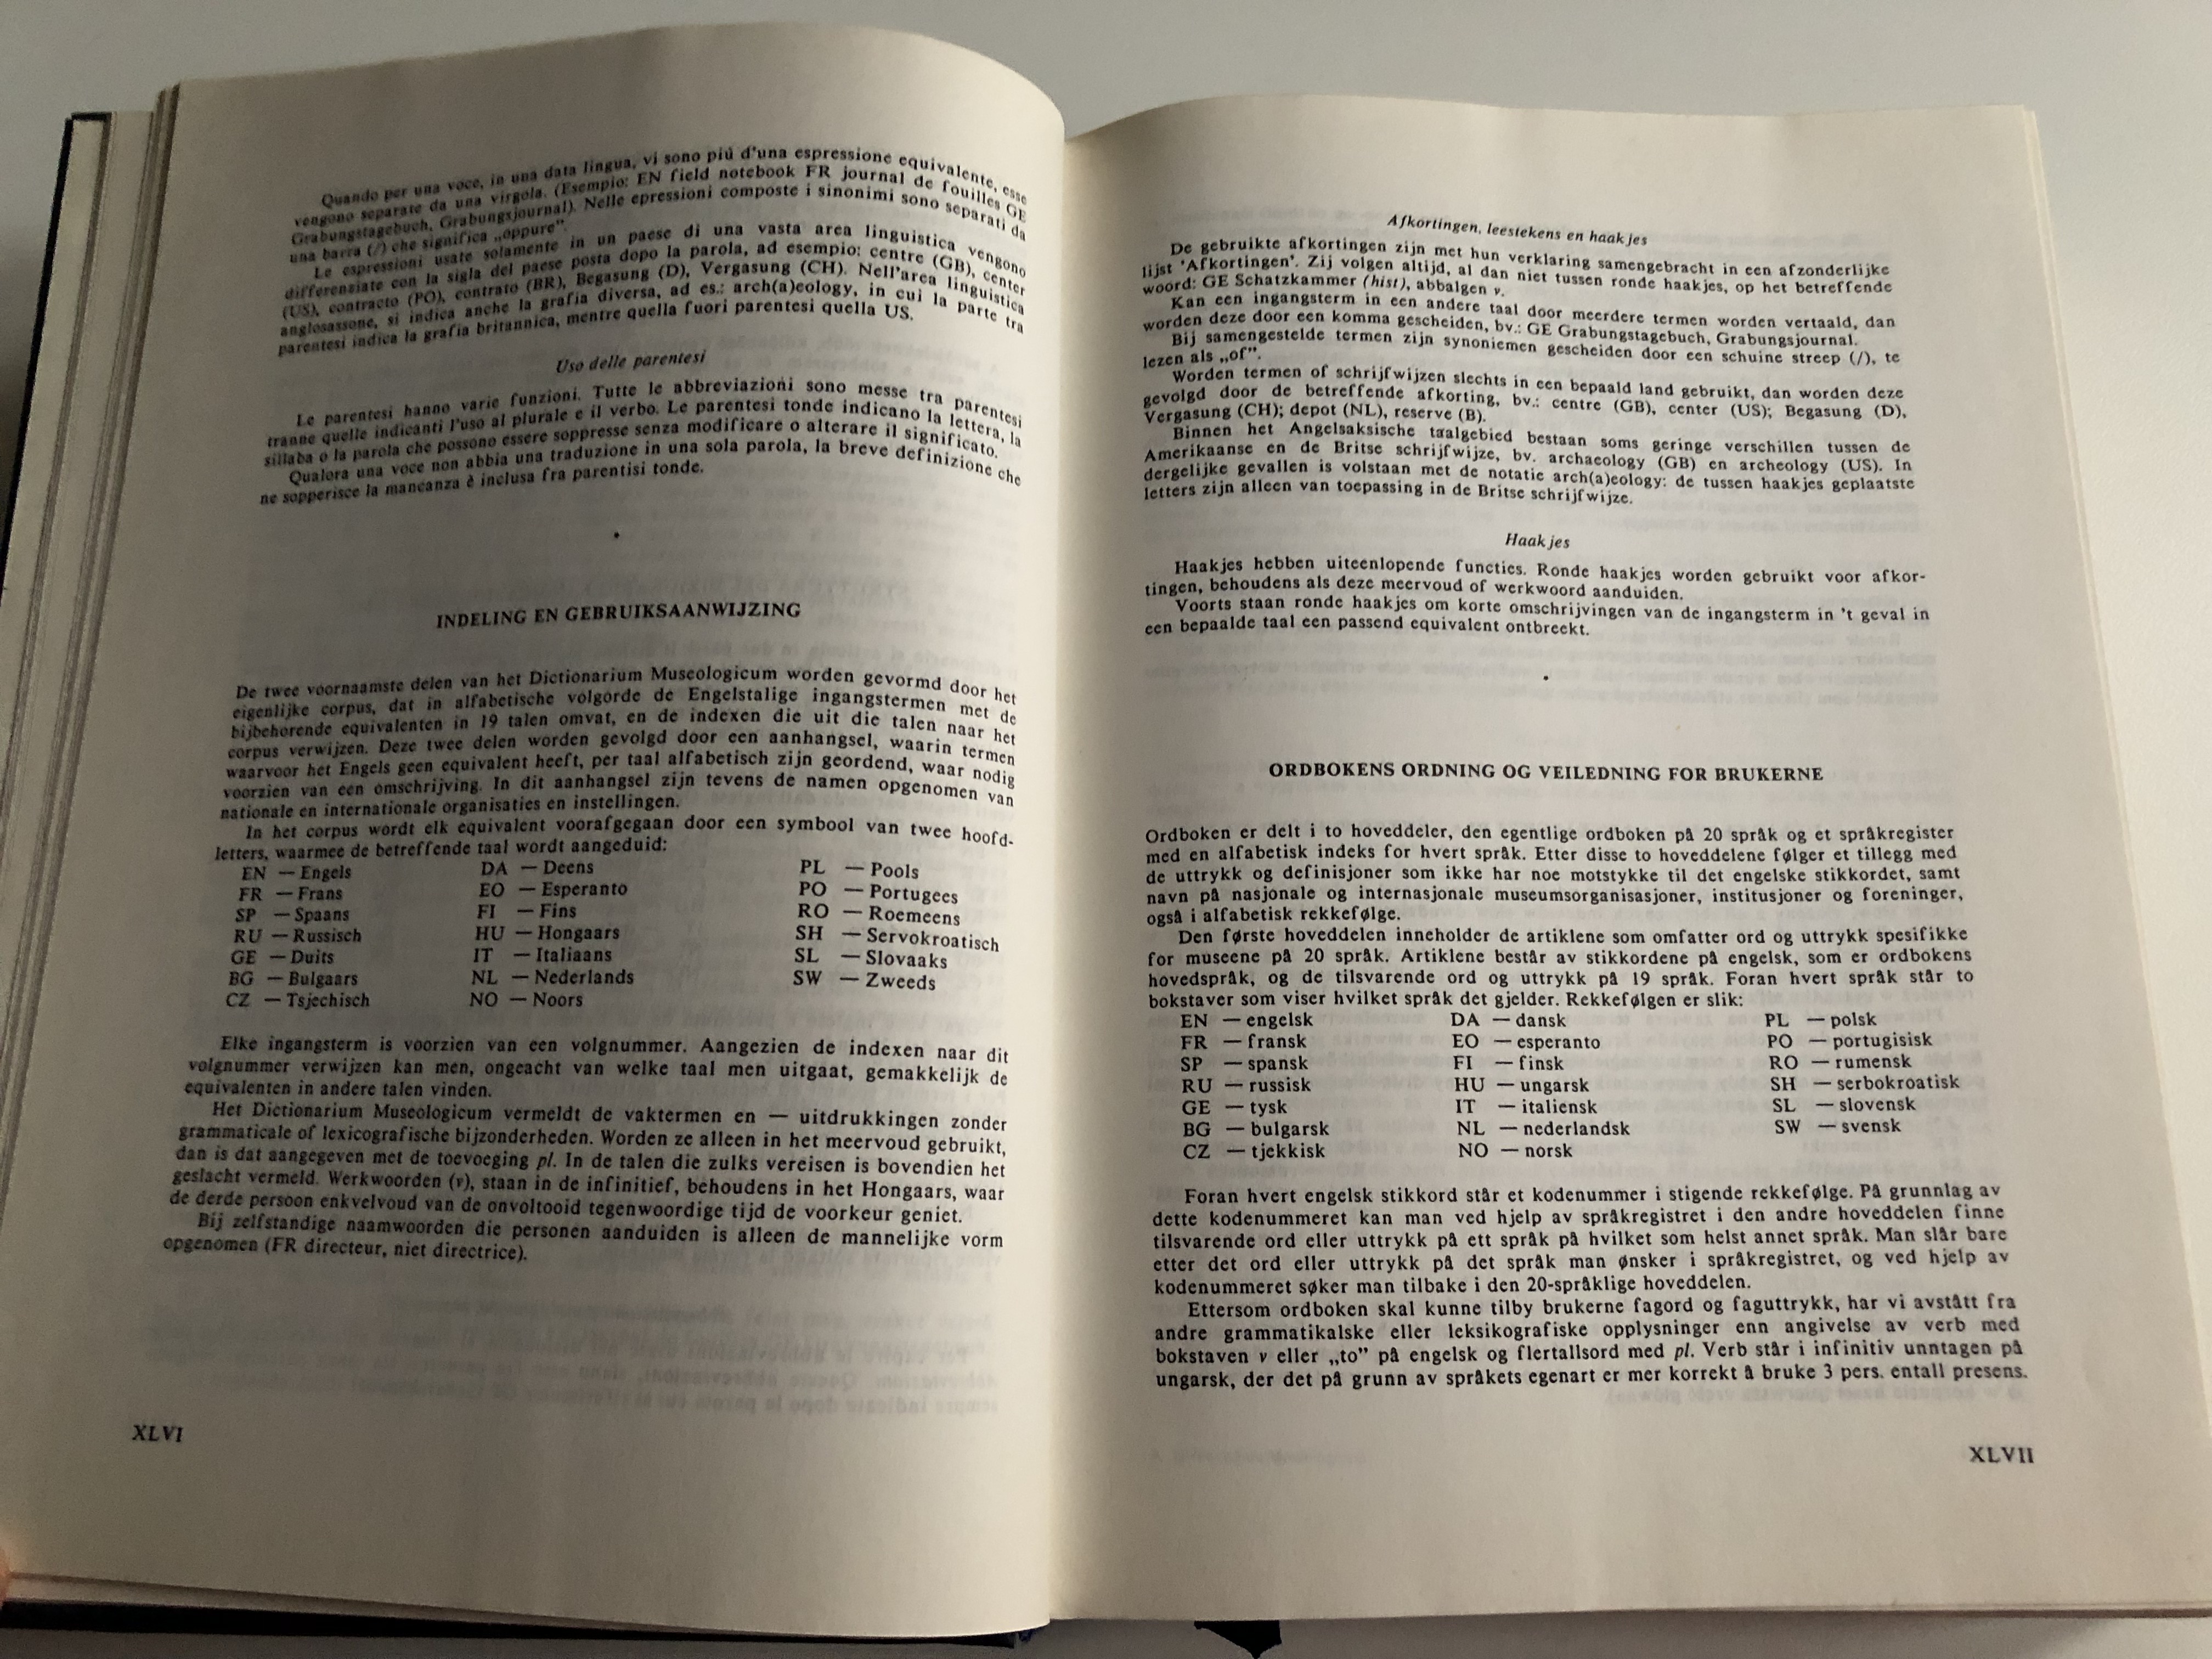 Quando per una voce, in una data lingua, vi sono piú d'una espressione equivalente, esse
vengono separate da una virgola. (Esempio: EN field notebook FR journal de fouilles GE
Grabungstagebuch, Grabungsjournal). Nelle epressioni composte i sinonimi sono separati da
una barra (/) che significa „oppure”.
Le espressioni usate solamente in un paese di una vasta area linguistica vengono
differenziate con la sigla del paese posta dopo la parola, ad esempio: centre (GB), center
(US), contracto (PO), contrato (BR), Begasung (D), Vergasung (CH). Nell'area linguistica
anglosassone, si indica anche la grafia diversa, ad es.: arch(a)eology, in cui la parte tra
parentesi indica la grafia britannica, mentre quella fuori parentesi quella US.
Uso delle parentesi
Le parentesi hanno varie funzioni. Tutte le abbreviazioni sono messe tra parentesi
tranne quelle indicanti l'uso al plurale e il verbo. Le parentesi tonde indicano la lettera, la
sillaba o la parola che possono essere soppresse senza modificare o alterare il significato.
Qualora una voce non abbia una traduzione in una sola parola, la breve definizione che
ne sopperisce la mancanza è inclusa fra parentisi tonde.
•
INDELING EN GEBRUIKSAANWIJZING
De twee voornaamste delen van het Dictionarium Museologicum worden gevormd door het
eigenlijke corpus, dat in alfabetische volgorde de Engelstalige ingangstermen met de
bijbehorende equivalenten in 19 talen omvat, en de indexen die uit die talen naar het
corpus verwijzen. Deze twee delen worden gevolgd door een aanhangsel, waarin termen
waarvoor het Engels geen equivalent heeft, per taal alfabetisch zijn geordend, waar nodig
voorzien van een omschrijving. In dit aanhangsel zijn tevens de namen opgenomen van
nationale en internationale organisaties en instellingen.
In het corpus wordt elk equivalent voorafgegaan door een symbool van twee hoofd-
letters, waarmee de betreffende taal wordt aangeduid:
EN — Engels DA — Deens PL — Pools
FR — Frans EO — Esperanto PO — Portugees
SP — Spaans FI — Fins RO — Roemeens
RU — Russisch HU — Hongaars SH — Servokroatisch
GE — Duits IT — Italiaans SL — Slovaaks
BG — Bulgaars NL — Nederlands SW — Zweeds
CZ — Tsjechisch NO — Noors
Elke ingangsterm is voorzien van een volgnummer. Aangezien de indexen naar dit
volgnummer verwijzen kan men, ongeacht van welke taal men uitgaat, gemakkelijk de
equivalenten in andere talen vinden.
Het Dictionarium Museologicum vermeldt de vaktermen en — uitdrukkingen zonder
grammaticale of lexicografische bijzonderheden. Worden ze alleen in het meervoud gebruikt,
dan is dat aangegeven met de toevoeging pl. In de talen die zulks vereisen is bovendien het
geslacht vermeld. Werkwoorden (v), staan in de infinitief, behoudens in het Hongaars, waar
de derde persoon enkvelvoud van de onvoltooid tegenwoordige tijd de voorkeur geniet.
Bij zelfstandige naamwoorden die personen aanduiden is alleen de mannelijke vorm
opgenomen (FR directeur, niet directrice).
XLVI
Afkortingen, leestekens en haakjes
De gebruikte afkortingen zijn met hun verklaring samengebracht in een afzonderlijke
lijst 'Afkortingen'. Zij volgen altijd, al dan niet tussen ronde haakjes, op het betreffende
woord: GE Schatzkammer (hist), abbalgen v.
Kan een ingangsterm in een andere taal door meerdere termen worden vertaald, dan
worden deze door een komma gescheiden, bv.: GE Grabungstagebuch, Grabungsjournal.
Bij samengestelde termen zijn synoniemen gescheiden door een schuine streep (/), te
lezen als „of”.
Worden termen of schrijfwijzen slechts in een bepaald land gebruikt, dan worden deze
gevolgd door de betreffende afkorting, bv.: centre (GB), center (US); Begasung (D),
Vergasung (CH); depot (NL), reserve (B).
Binnen het Angelsaksische taalgebied bestaan soms geringe verschillen tussen de
Amerikaanse en de Britse schrijfwijze, bv. archaeology (GB) en archeology (US). In
dergelijke gevallen is volstaan met de notatie arch(a)eology: de tussen haakjes geplaatste
letters zijn alleen van toepassing in de Britse schrijfwijze.
Haakjes
Haakjes hebben uiteenlopende functies. Ronde haakjes worden gebruikt voor afkor-
tingen, behoudens als deze meervoud of werkwoord aanduiden.
Voorts staan ronde haakjes om korte omschrijvingen van de ingangsterm in 't geval in
een bepaalde taal een passend equivalent ontbreekt.
•
ORDBOKENS ORDNING OG VEILEDNING FOR BRUKERNE
Ordboken er delt i to hoveddeler, den egentlige ordboken på 20 språk og et språkregister
med en alfabetisk indeks for hvert språk. Etter disse to hoveddelene følger et tillegg med
de uttrykk og definisjoner som ikke har noe motstykke til det engelske stikkordet, samt
navn på nasjonale og internasjonale museumsorganisasjoner, institusjoner og foreninger,
også i alfabetisk rekkefølge.
Den første hoveddelen inneholder de artiklene som omfatter ord og uttrykk spesifikke
for museene på 20 språk. Artiklene består av stikkordene på engelsk, som er ordbokens
hovedspråk, og de tilsvarende ord og uttrykk på 19 språk. Foran hvert språk står to
bokstaver som viser hvilket språk det gjelder. Rekkefølgen er slik:
EN — engelsk DA — dansk PL — polsk
FR — fransk EO — esperanto PO — portugisisk
SP — spansk FI — finsk RO — rumensk
RU — russisk HU — ungarsk SH — serbokroatisk
GE — tysk IT — italiensk SL — slovensk
BG — bulgarsk NL — nederlandsk SW — svensk
CZ — tjekkisk NO — norsk
Foran hvert engelsk stikkord står et kodenummer i stigende rekkefølge. På grunnlag av
dette kodenummeret kan man ved hjelp av språkregistret i den andre hoveddelen finne
tilsvarende ord eller uttrykk på ett språk på hvilket som helst annet språk. Man slår bare
etter det ord eller uttrykk på det språk man ønsker i språkregistret, og ved hjelp av
kodenummeret søker man tilbake i den 20-språklige hoveddelen.
Ettersom ordboken skal kunne tilby brukerne fagord og faguttrykk, har vi avstått fra
andre grammatikalske eller leksikografiske opplysninger enn angivelse av verb med
bokstaven v eller „to” på engelsk og flertallsord med pl. Verb står i infinitiv unntagen på
ungarsk, der det på grunn av språkets egenart er mer korrekt å bruke 3 pers. entall presens.
XLVII